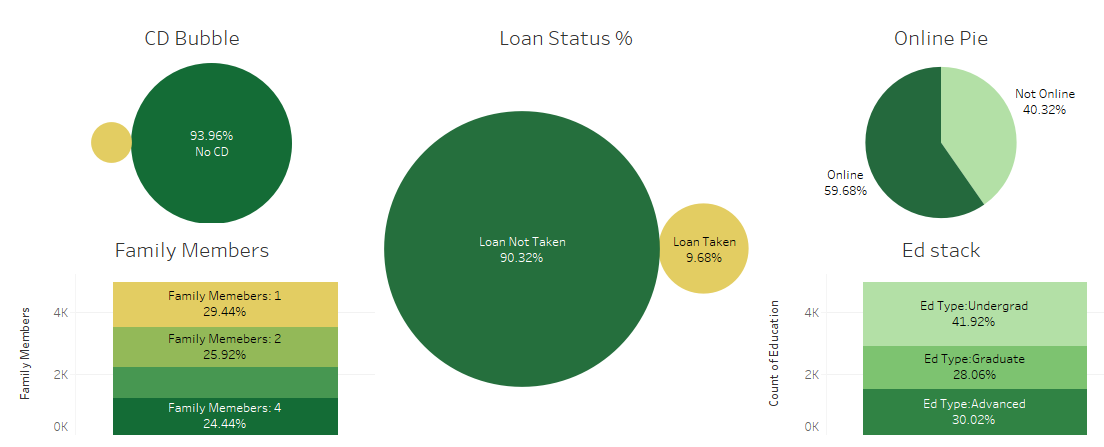 CD Bubble
93.96%
No CD
Loan Status %
Loan Not Taken
90.32%
Loan Taken
9.68%
Online Pie
Not Online
40.32%
Online
59.68%
Family Members
Family Members
4K
2K
0K
Family Memebers: 1
29.44%
Family Memebers: 2
25.92%
Family Memebers: 4
24.44%
Ed stack
Count of Education
4K
2K
0K
Ed Type:Undergrad
41.92%
Ed Type:Graduate
28.06%
Ed Type:Advanced
30.02%